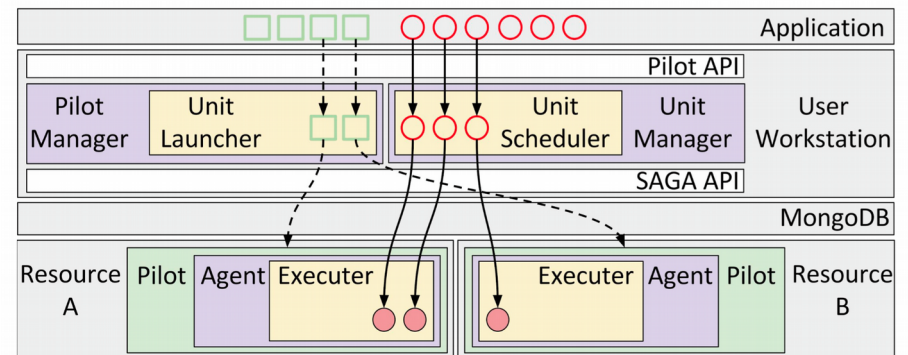 Application
Pilot API
Pilot
Manager
Unit
Launcher
Unit
Scheduler
Unit
Manager
User
Workstation
SAGA API
MongoDB
Resource
A
Pilot
Agent
Executer
Executer
Agent
Pilot
Resource
B